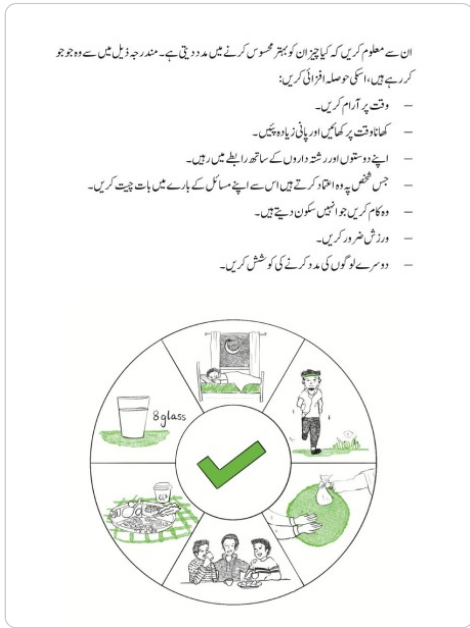 ان سے معلوم کریں کہ کیا چیز ان کو بہتر محسوس کرنے میں مدد دیتی ہے۔ مندرجہ ذیل میں سے وہ جو جو
کر رہے ہیں، اسکی حوصلہ افزائی کریں:
– وقت پر آرام کریں۔
– کھانا وقت پر کھائیں اور پانی زیادہ پئیں۔
– اپنے دوستوں اور رشتہ داروں کے ساتھ رابطے میں رہیں۔
– جس شخص پہ وہ اعتماد کرتے ہیں اس سے اپنے مسائل کے بارے میں بات چیت کریں۔
– وہ کام کریں جو انہیں سکون دیتے ہیں۔
– ورزش ضرور کریں۔
– دوسرے لوگوں کی مدد کرنے کی کوشش کریں۔
8 glass